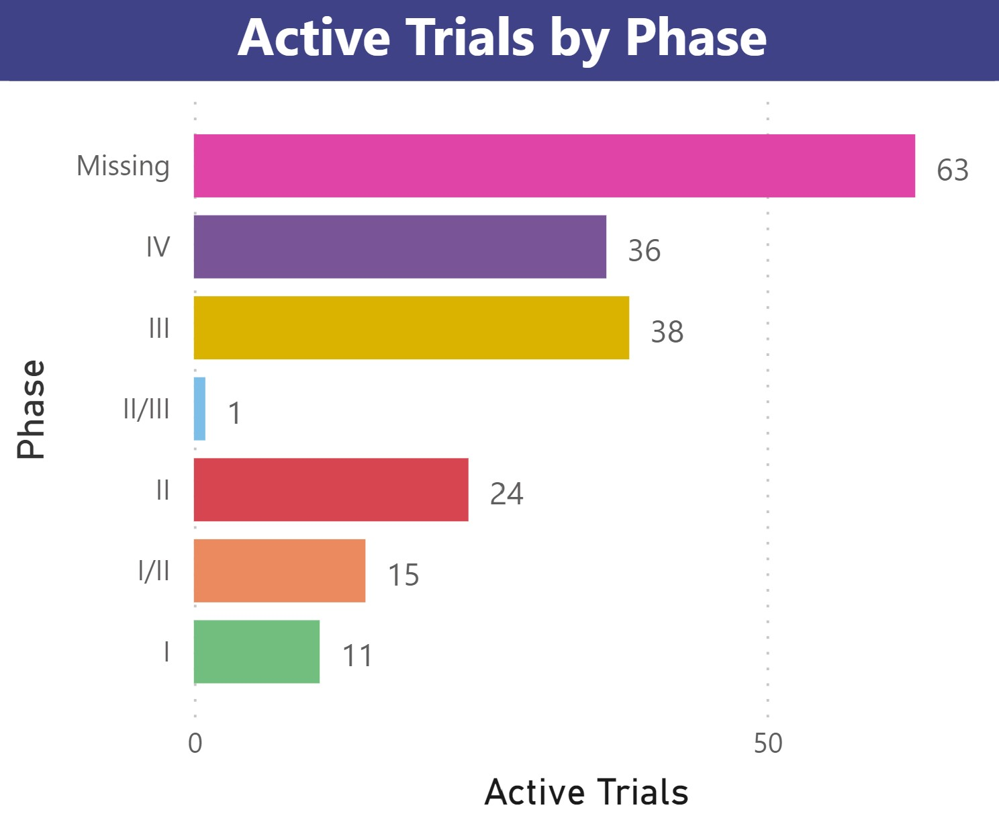 Active Trials by Phase
Missing 63
IV 36
III 38
II/III 1
II 24
I/II 15
I 11
Phase
0 50
Active Trials